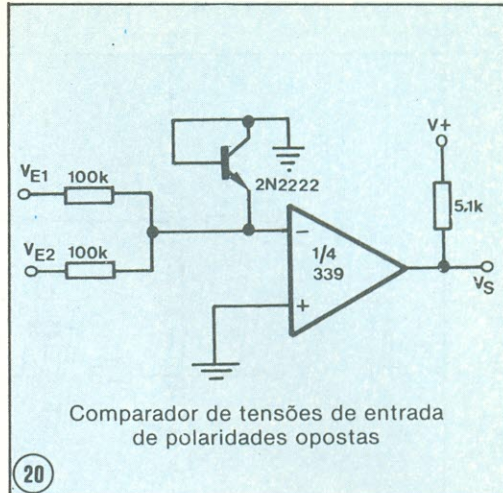 V+
2N2222
VE1
100k
5,1k
VE2
100k
−
1/4
339
+
VS
Comparador de tensões de entrada
de polaridades opostas
20